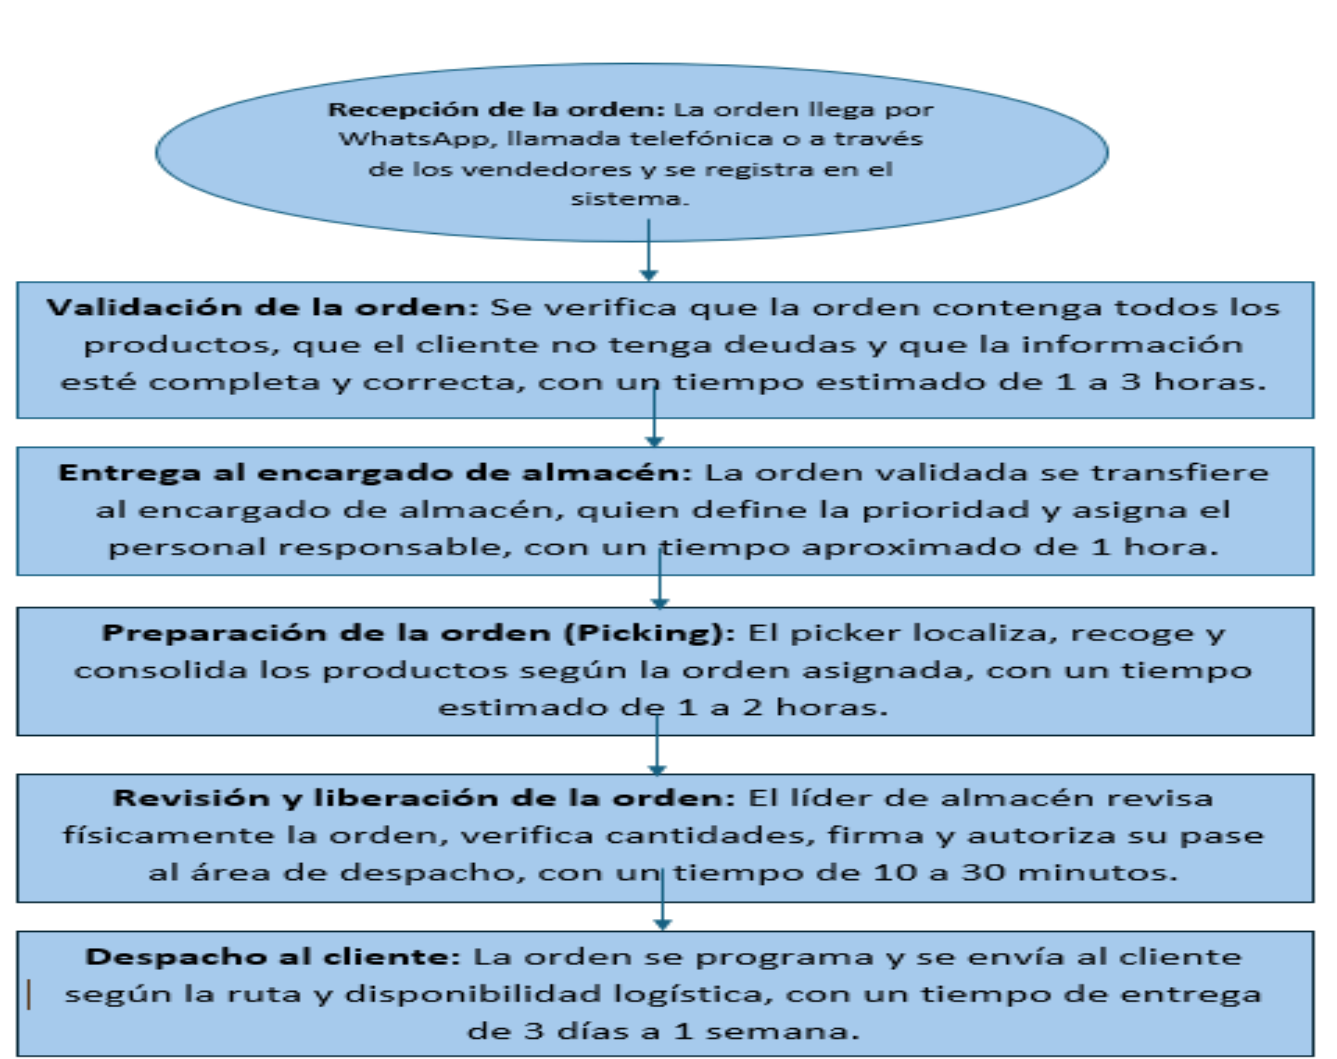 Recepción de la orden: La orden llega por
WhatsApp, llamada telefónica o a través
de los vendedores y se registra en el
sistema.
Validación de la orden: Se verifica que la orden contenga todos los
productos, que el cliente no tenga deudas y que la información
esté completa y correcta, con un tiempo estimado de 1 a 3 horas.
Entrega al encargado de almacén: La orden validada se transfiere
al encargado de almacén, quien define la prioridad y asigna el
personal responsable, con un tiempo aproximado de 1 hora.
Preparación de la orden (Picking): El picker localiza, recoge y
consolida los productos según la orden asignada, con un tiempo
estimado de 1 a 2 horas.
Revisión y liberación de la orden: El líder de almacén revisa
físicamente la orden, verifica cantidades, firma y autoriza su pase
al área de despacho, con un tiempo de 10 a 30 minutos.
Despacho al cliente: La orden se programa y se envía al cliente
según la ruta y disponibilidad logística, con un tiempo de entrega
de 3 días a 1 semana.